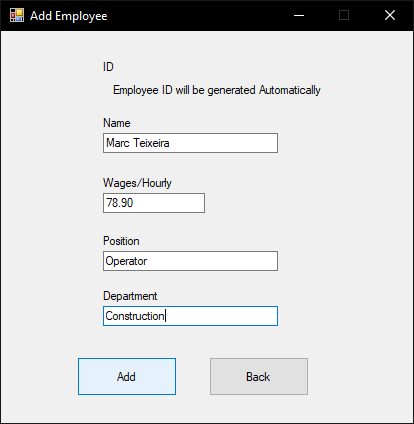 Add Employee
ID
Employee ID will be generated Automatically
Name
Marc Teixeira
Wages/Hourly
78.90
Position
Operator
Department
Construction
Add Back